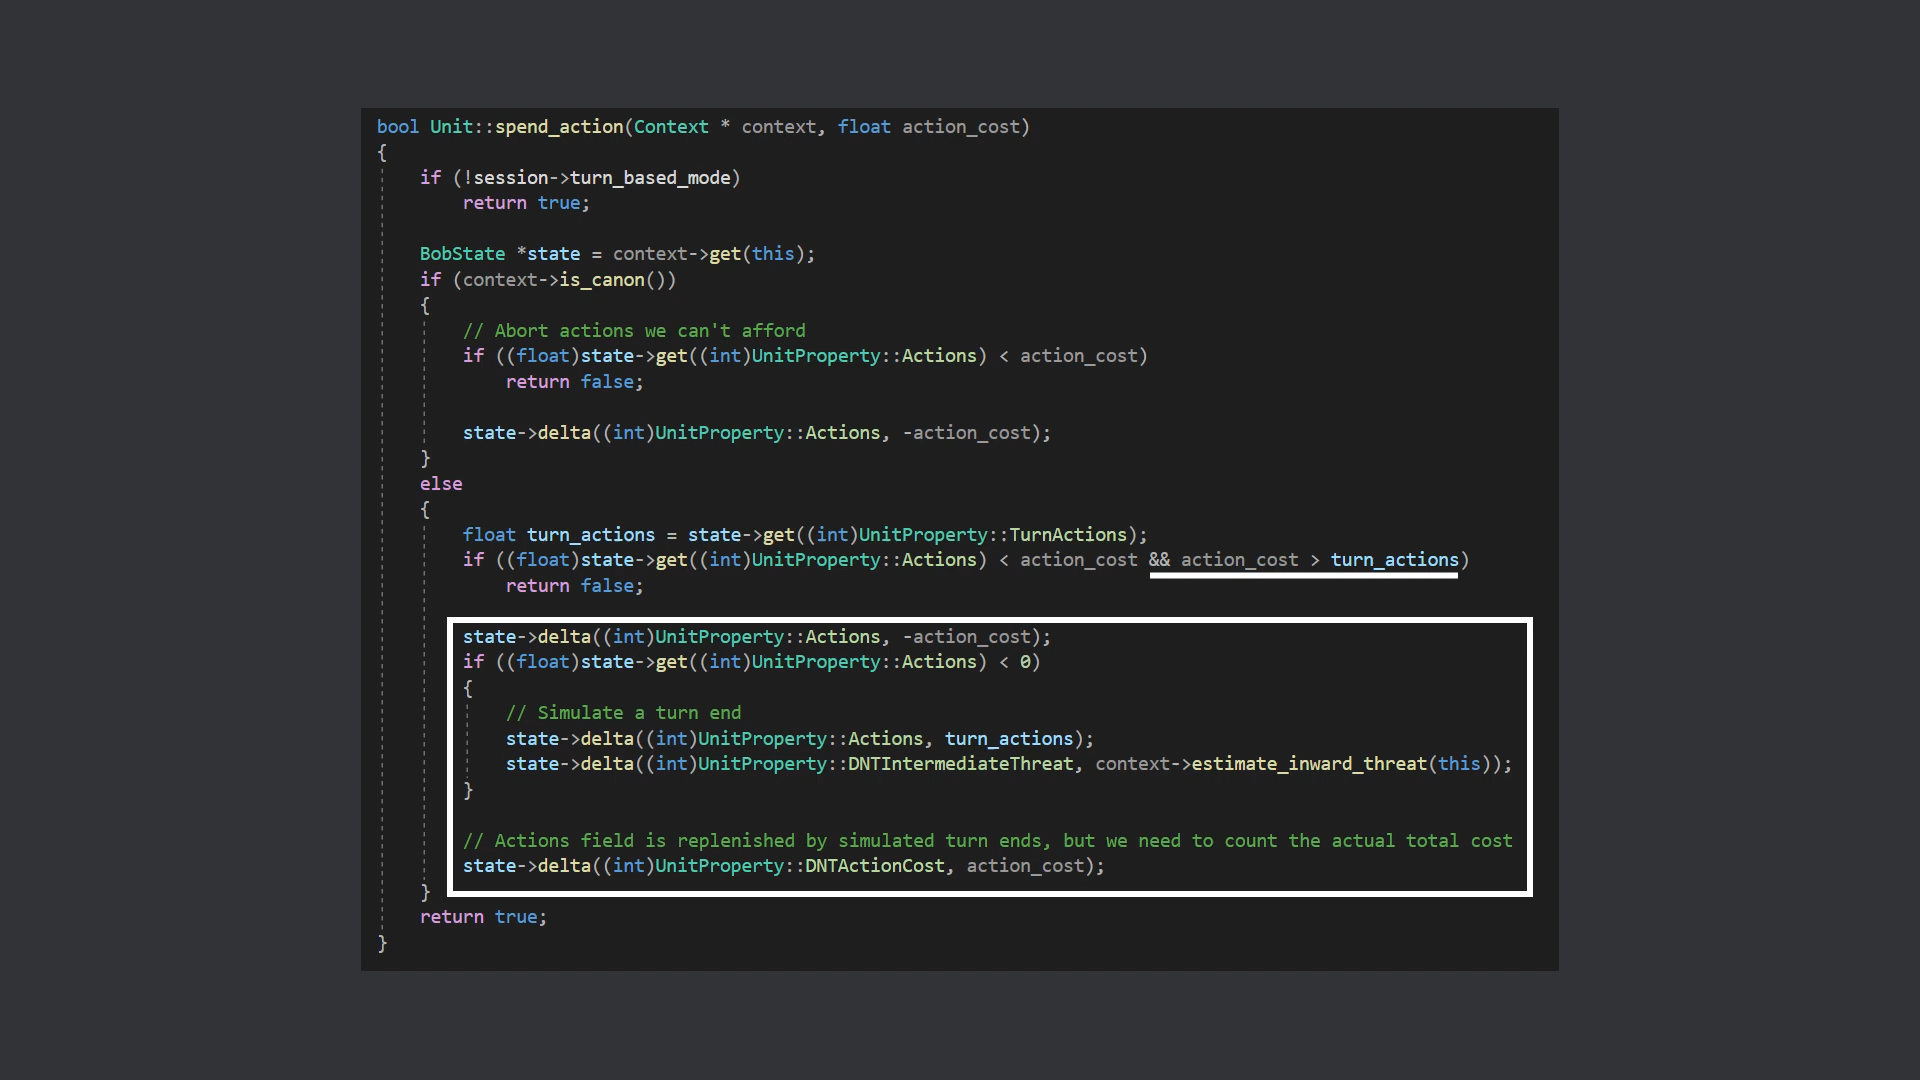 bool Unit::spend_action(Context * context, float action_cost)
{
    if (!session->turn_based_mode)
        return true;

    BobState *state = context->get(this);
    if (context->is_canon())
    {
        // Abort actions we can't afford
        if ((float)state->get((int)UnitProperty::Actions) < action_cost)
            return false;

        state->delta((int)UnitProperty::Actions, -action_cost);
    }
    else
    {
        float turn_actions = state->get((int)UnitProperty::TurnActions);
        if ((float)state->get((int)UnitProperty::Actions) < action_cost && action_cost > turn_actions)
            return false;

        state->delta((int)UnitProperty::Actions, -action_cost);
        if ((float)state->get((int)UnitProperty::Actions) < 0)
        {
            // Simulate a turn end
            state->delta((int)UnitProperty::Actions, turn_actions);
            state->delta((int)UnitProperty::DNTIntermediateThreat, context->estimate_inward_threat(this));
        }

        // Actions field is replenished by simulated turn ends, but we need to count the actual total cost
        state->delta((int)UnitProperty::DNTActionCost, action_cost);
    }
    return true;
}